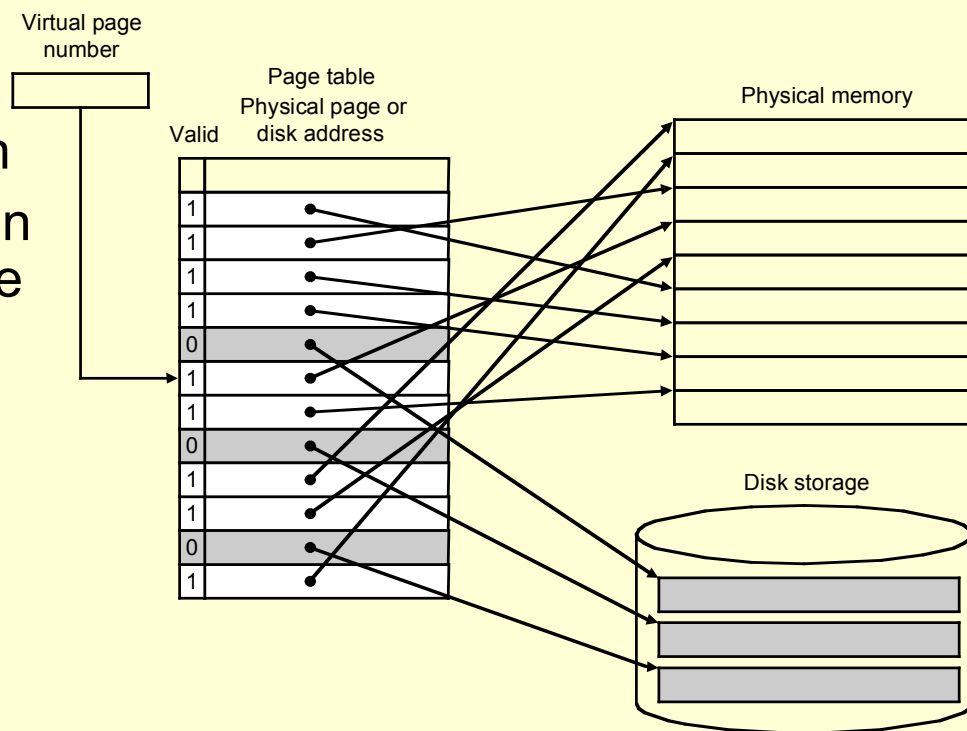 Virtual page
number
Page table
Physical page or
disk address
Valid
Physical memory
n
n
e
1
1
1
1
0
1
1
0
1
1
0
1
Disk storage